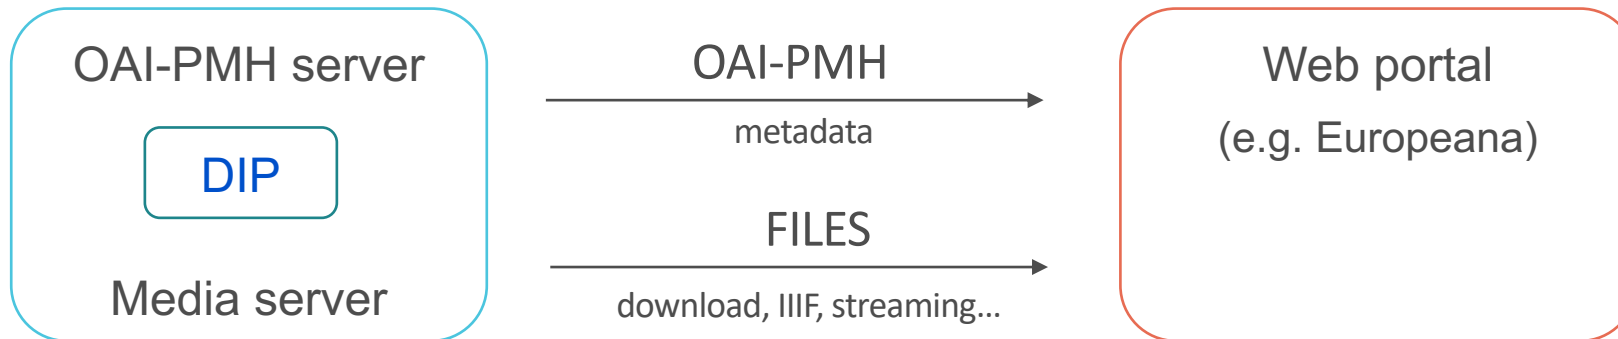 OAI-PMH server
DIP
Media server
OAI-PMH
metadata
FILES
download, IIIF, streaming...
Web portal
(e.g. Europeana)